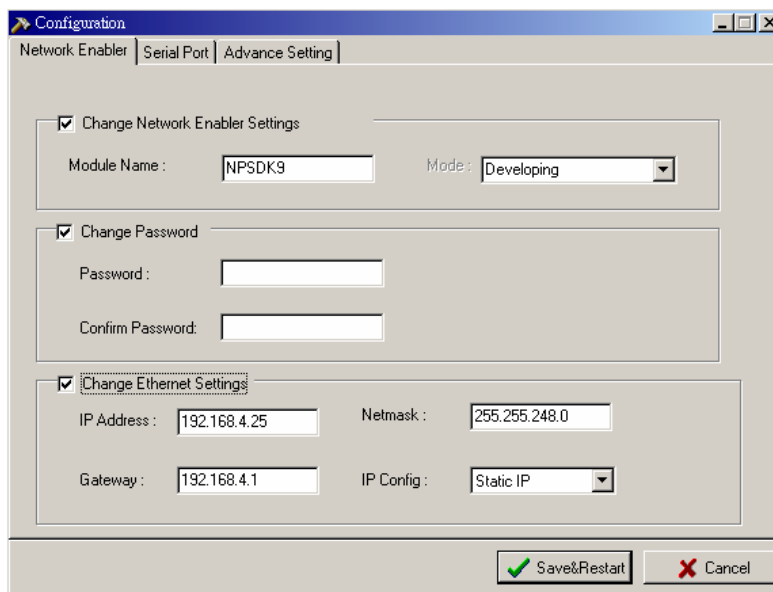 Configuration
Network Enabler Serial Port Advance Setting
Change Network Enabler Settings
Module Name : NPSDK9 Mode : Developing
Change Password
Password :
Confirm Password:
Change Ethernet Settings
IP Address : 192.168.4.25 Netmask : 255.255.248.0
Gateway : 192.168.4.1 IP Config : Static IP
Save&Restart Cancel